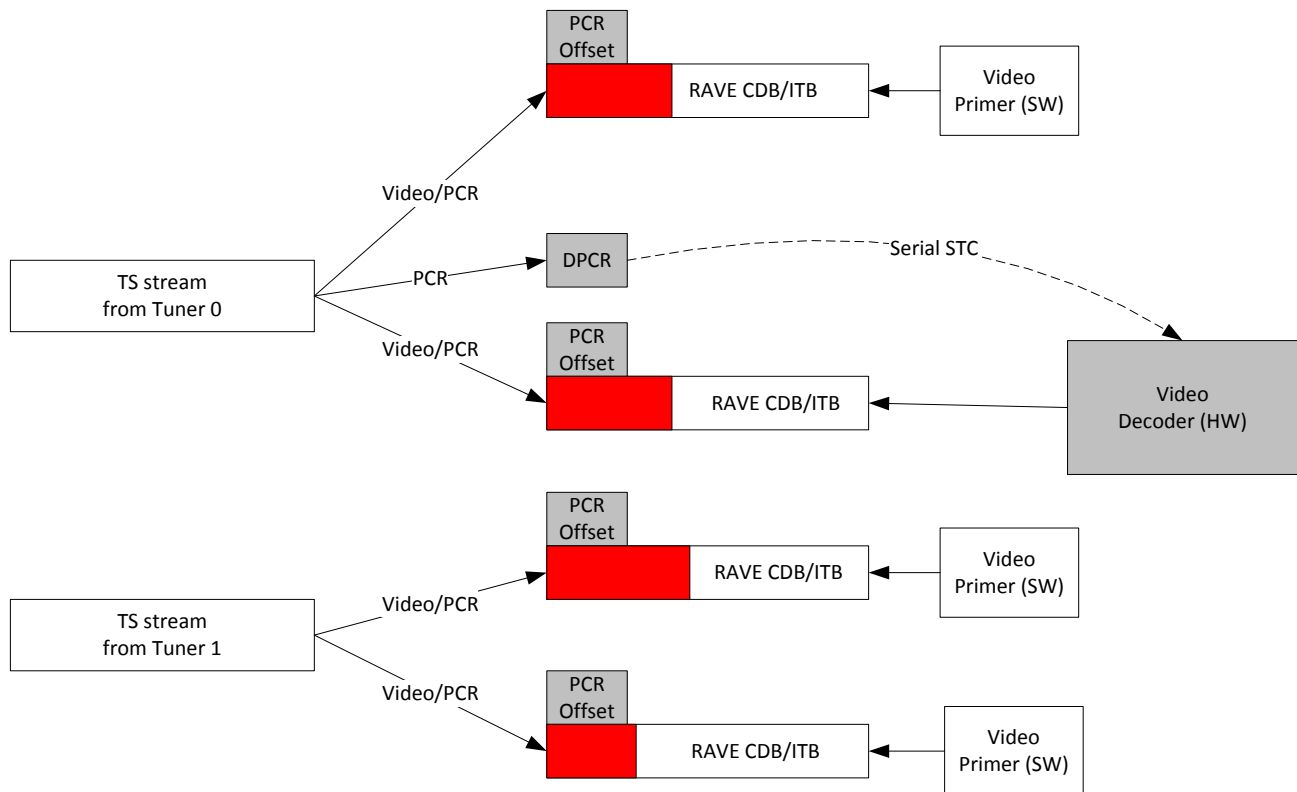 PCR
Offset
RAVE CDB/ITB
Video
Primer (SW)
Video/PCR
Serial STC
DPCR
PCR
TS stream
from Tuner 0
PCR
Offset
Video/PCR
RAVE CDB/ITB
Video
Decoder (HW)
PCR
Offset
RAVE CDB/ITB
Video
Primer (SW)
Video/PCR
TS stream
from Tuner 1
PCR
Offset
Video/PCR
RAVE CDB/ITB
Video
Primer (SW)